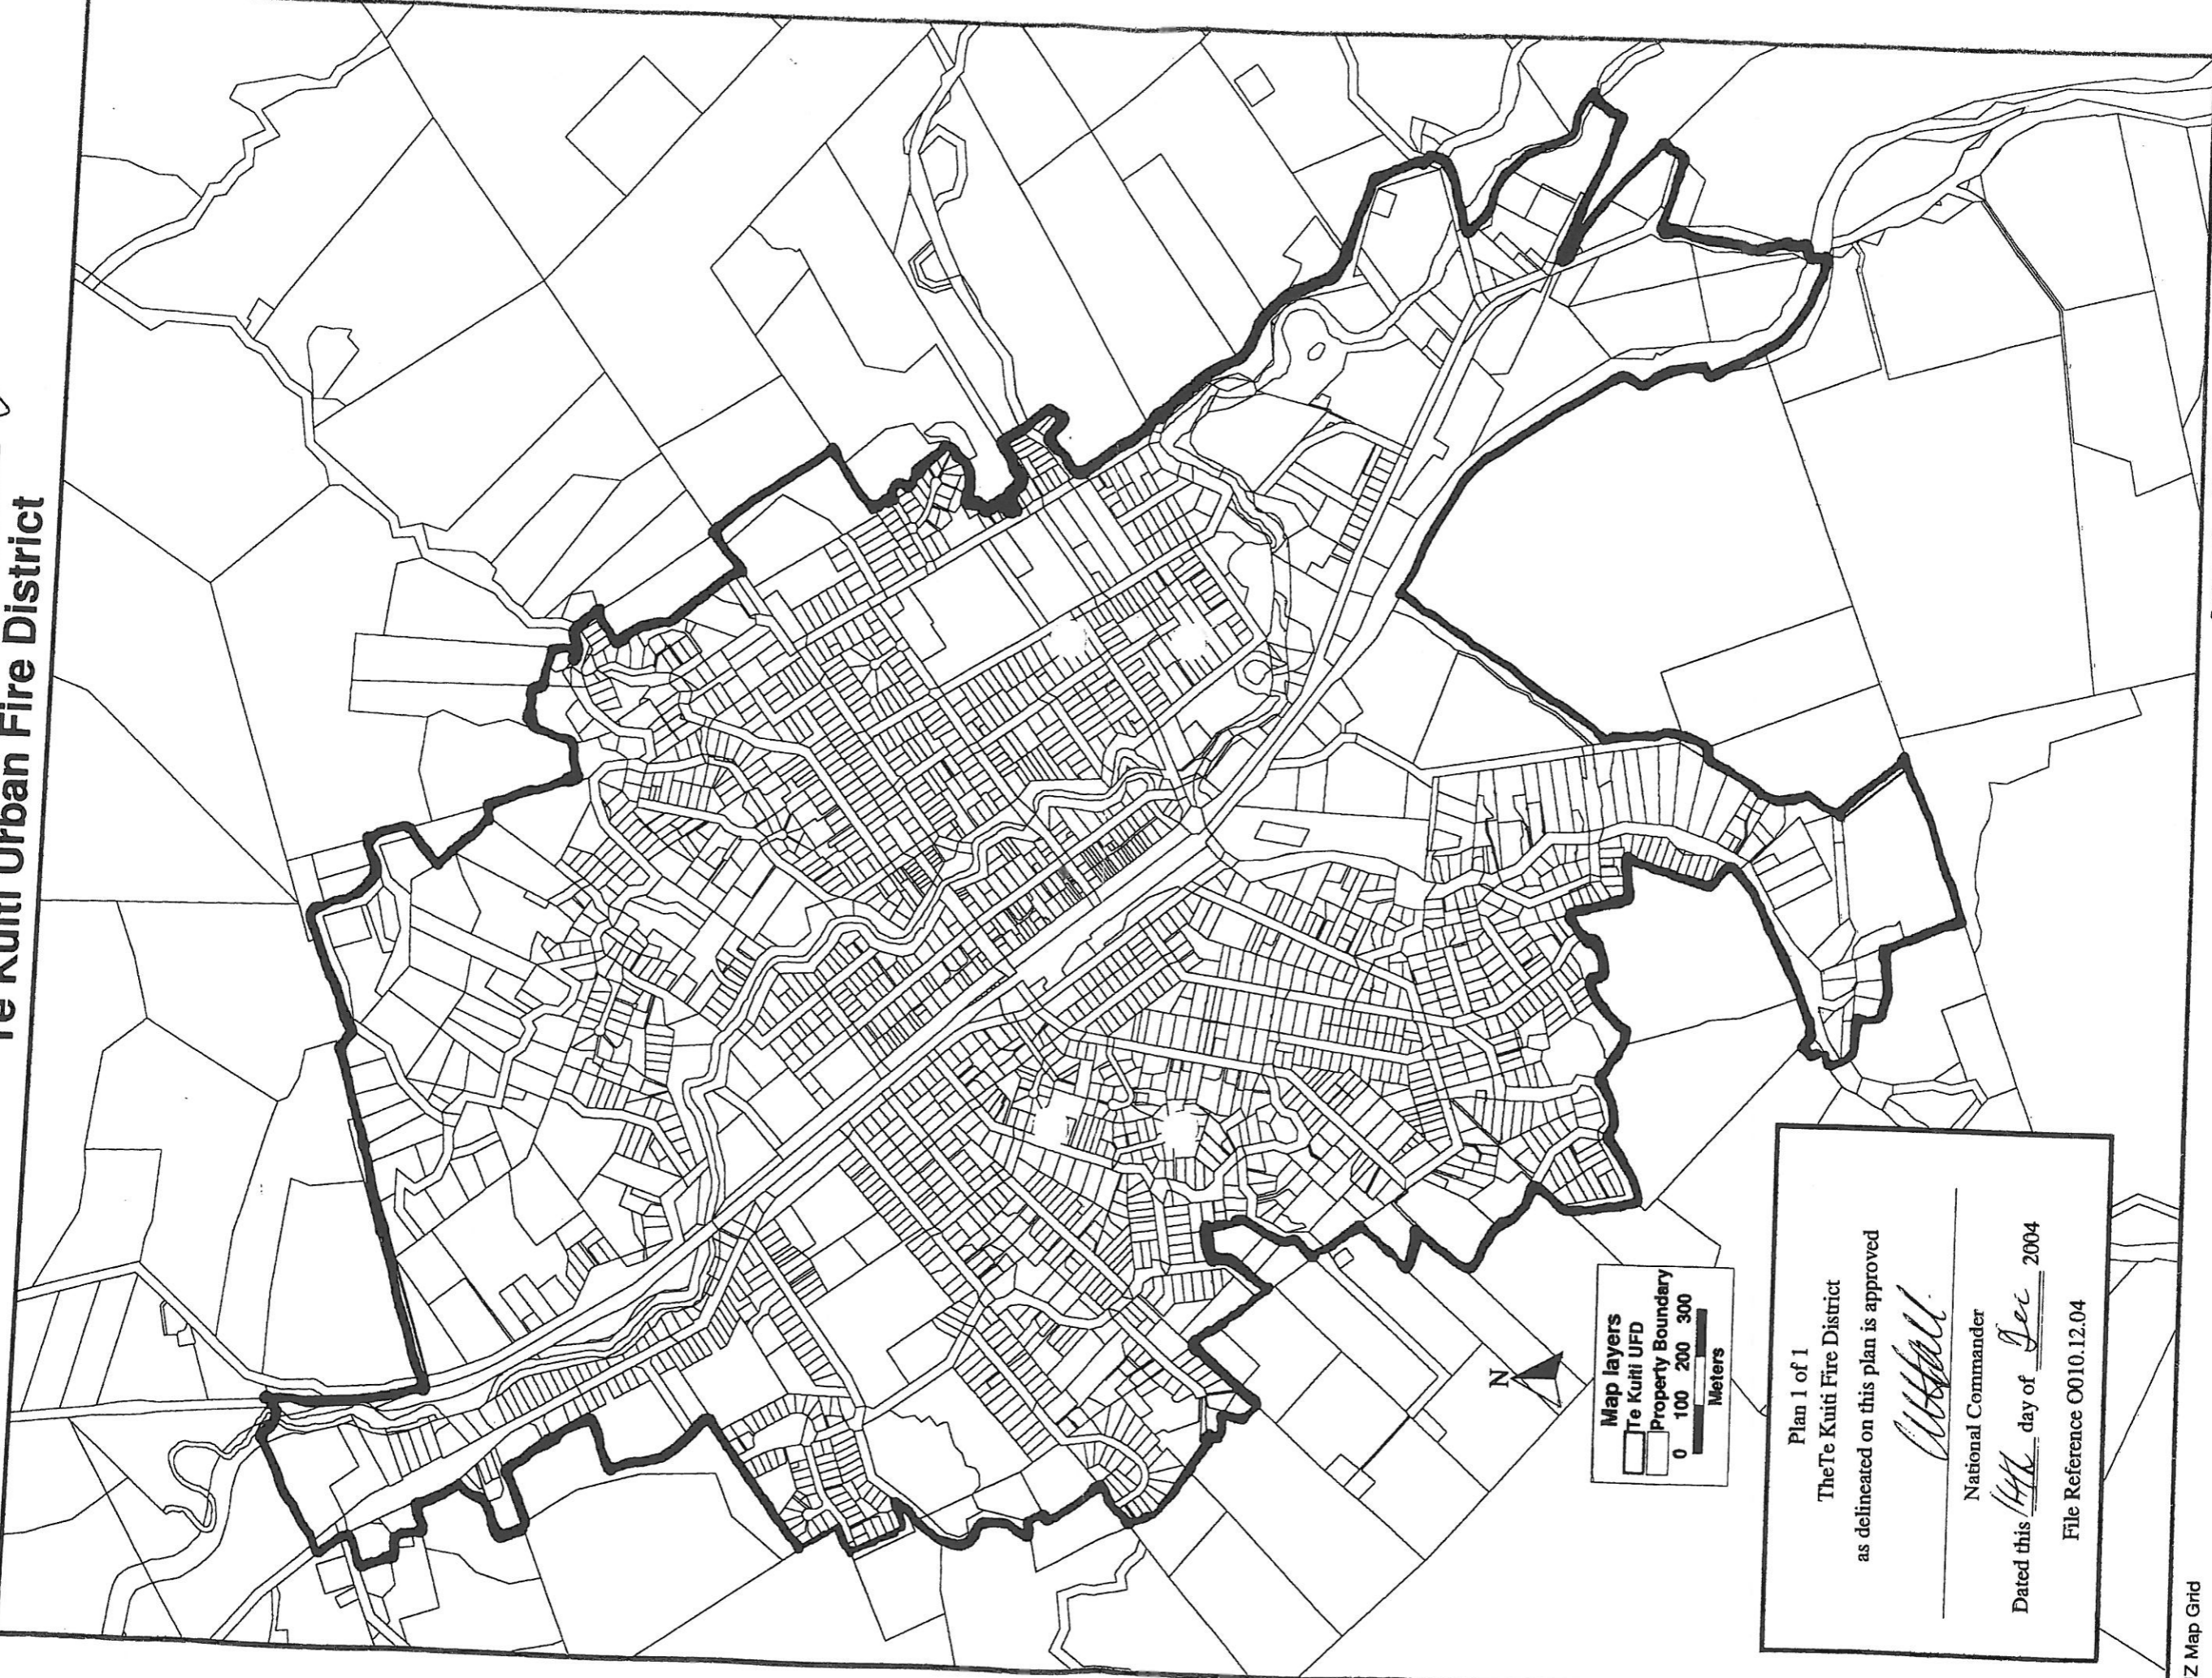 Te Kuiti Urban Fire District
N
Map layers
Te Kuiti UFD
Property Boundary
0 100 200 300
Meters
Plan 1 of 1
TheTe Kuiti Fire District
as delineated on this plan is approved
National Commander
Dated this 14th day of Dec 2004
File Reference O010.12.04
Z Map Grid